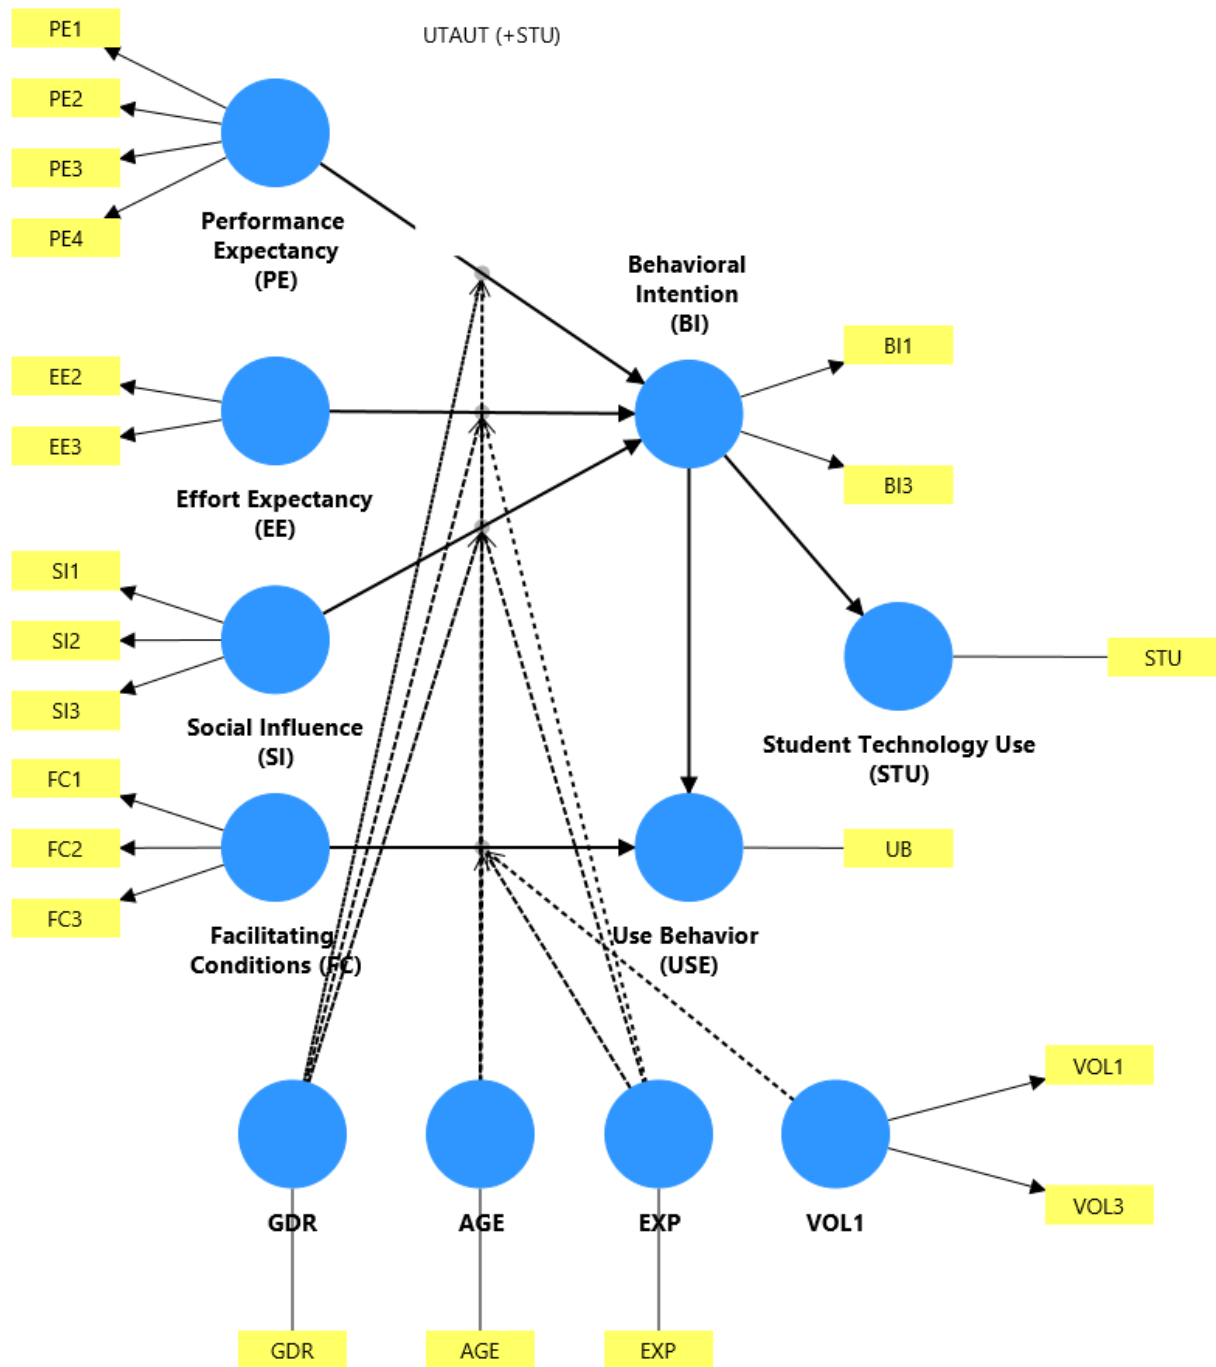 UTAUT (+STU)
PE1
PE2
PE3
PE4
Performance
Expectancy
(PE)
Behavioral
Intention
(BI)
BI1
BI3
EE2
EE3
Effort Expectancy
(EE)
SI1
SI2
SI3
Social Influence
(SI)
STU
Student Technology Use
(STU)
FC1
FC2
FC3
Facilitating
Conditions (FC)
UB
Use Behavior
(USE)
VOL1
VOL3
GDR
AGE
EXP
VOL1
GDR
AGE
EXP